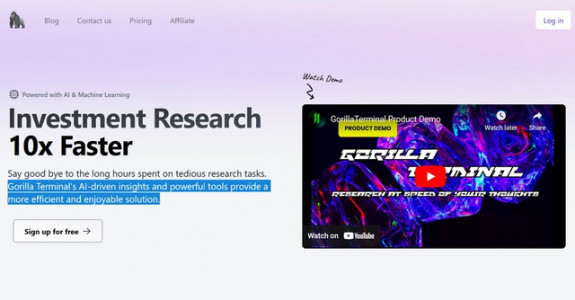 Blog
Contact us
Pricing
Affiliate
Log in
Powered with AI & Machine Learning
Investment Research
10x Faster
Say good bye to the long hours spent on tedious research tasks.
Gorilla Terminal's AI-driven insights and powerful tools provide a
more efficient and enjoyable solution.
Sign up for free
Watch Demo
GorillaTerminal Product Demo
PRODUCT DEMO
Watch later
Share
GORILLA
TERMINAL
RESEARCH AT SPEED OF YOUR THOUGHTS
Watch on YouTube